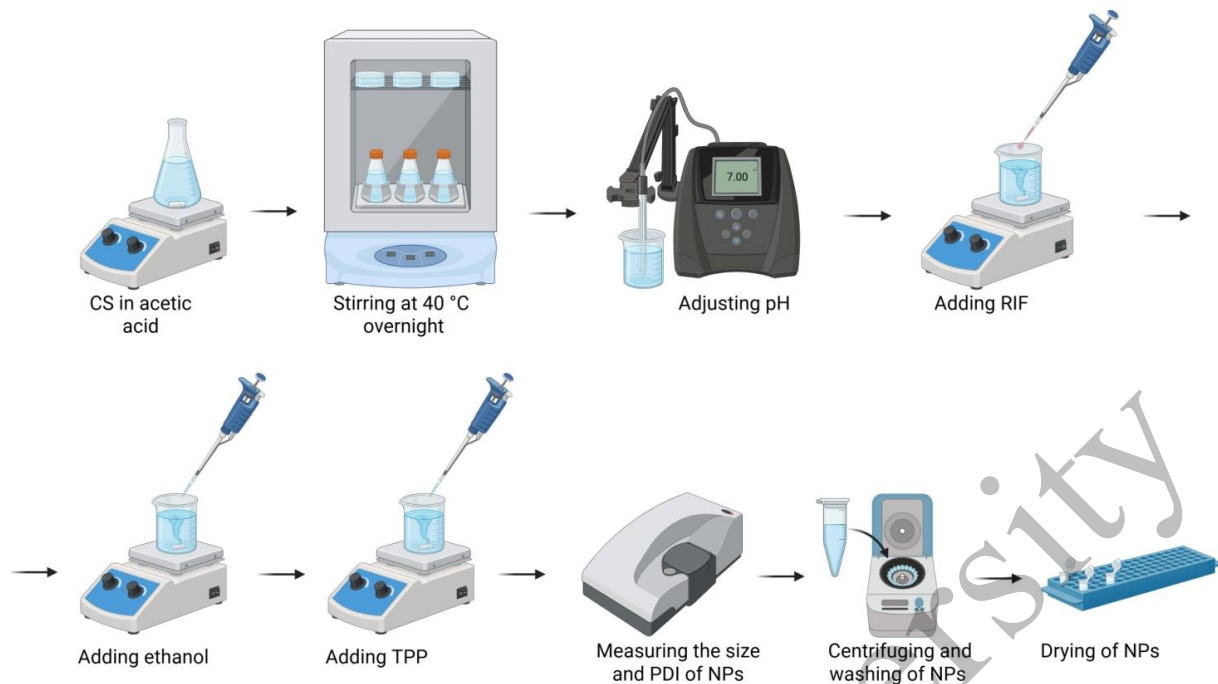 7.00
CS in acetic
acid
Stirring at 40 °C
overnight
Adjusting pH
Adding RIF
Adding ethanol
Adding TPP
Measuring the size
and PDI of NPs
Centrifuging and
washing of NPs
Drying of NPs
ersity